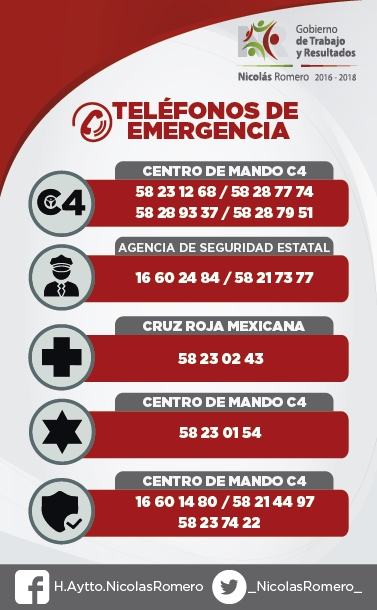 Gobierno
de Trabajo
y Resultados
Nicolás Romero 2016 - 2018
TELÉFONOS DE
EMERGENCIA
CENTRO DE MANDO C4
C4
58 23 12 68 / 58 28 77 74
58 28 93 37 / 58 28 79 51
AGENCIA DE SEGURIDAD ESTATAL
16 60 24 84 / 58 21 73 77
CRUZ ROJA MEXICANA
58 23 02 43
CENTRO DE MANDO C4
58 23 01 54
CENTRO DE MANDO C4
16 60 14 80 / 58 21 44 97
58 23 74 22
H.Aytto.NicolasRomero
_NicolasRomero_